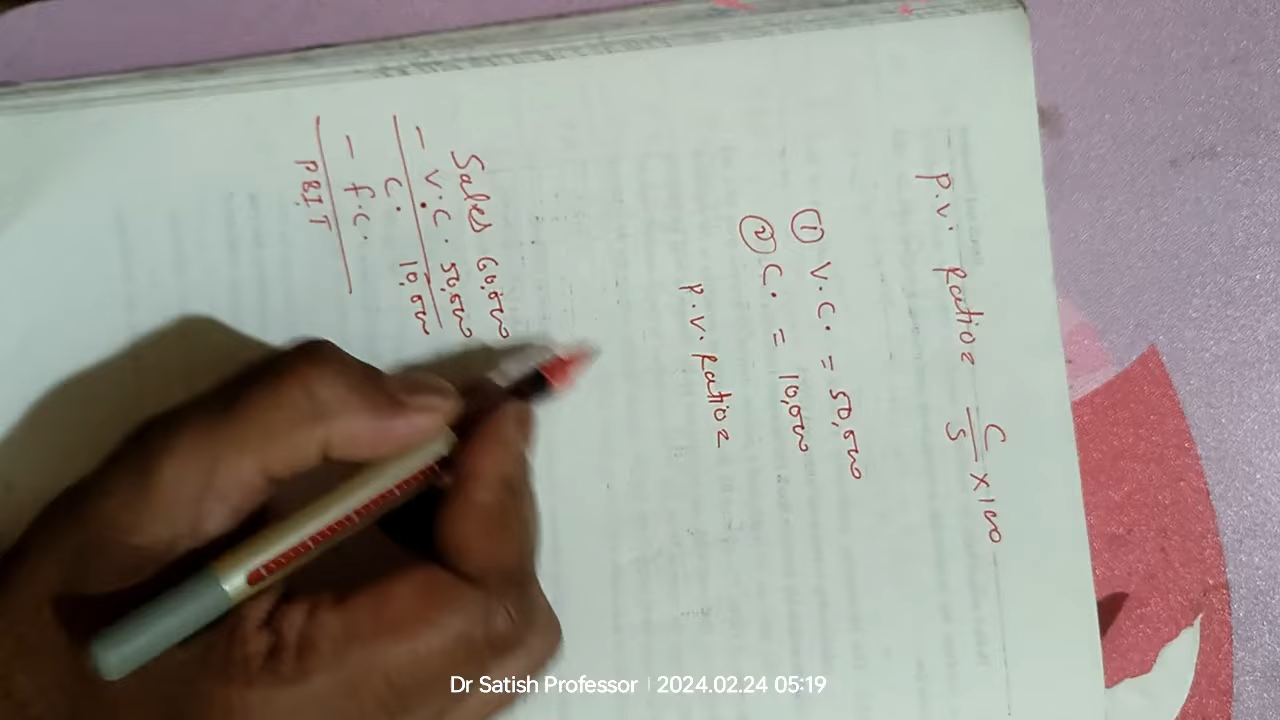 P.V. Ratio = C/S × 100
① V.C. = 50,000
② C. = 10,000
P.V. Ratio =
Sales 60,000
- V.C. 50,000
C. 10,000
- f.C.
PBIT
Dr Satish Professor | 2024.02.24 05:19